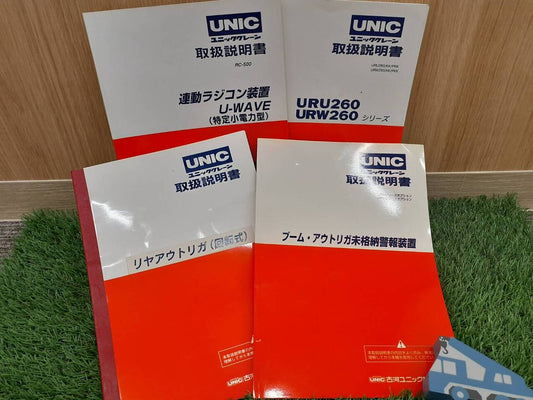 UNIC
ユニッククレーン
取扱説明書
RC-500
連動ラジコン装置
U-WAVE
(特定小電力型)
UNIC
ユニッククレーン
取扱説明書
URU260
URW260 シリーズ
UNIC
ユニッククレーン
取扱説明書
リヤアウトリガ(回転式)
UNIC 古河ユニック
UNIC
ユニッククレーン
取扱説明書
ブーム・アウトリガ未格納警報装置
UNIC 古河ユニック